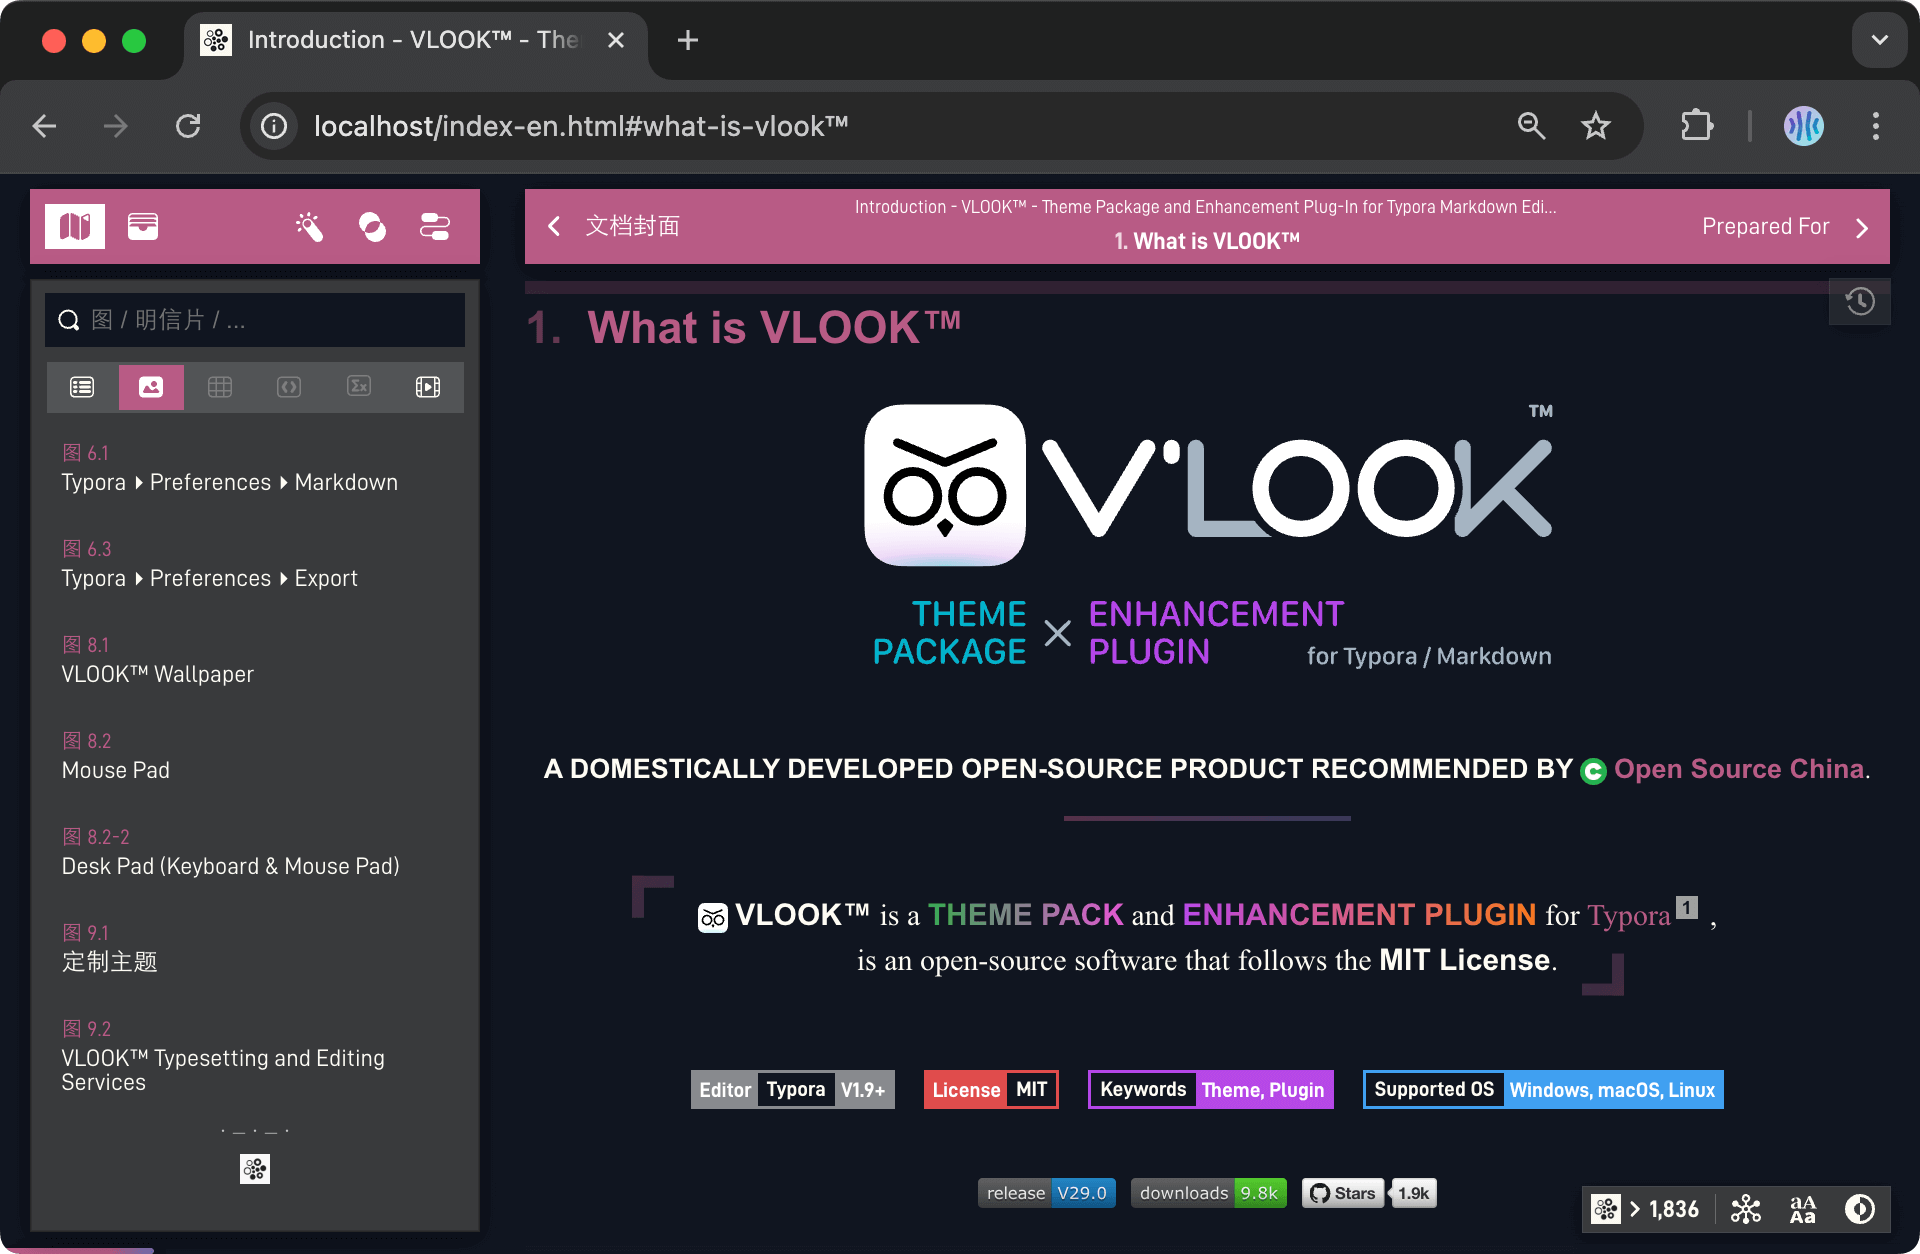 Introduction - VLOOK™ - The
localhost/index-en.html#what-is-vlook™
文档封面
Introduction - VLOOK™ - Theme Package and Enhancement Plug-In for Typora Markdown Edi...
1. What is VLOOK™
Prepared For
图 / 明信片 / ...
图 6.1
Typora ▸ Preferences ▸ Markdown
图 6.3
Typora ▸ Preferences ▸ Export
图 8.1
VLOOK™ Wallpaper
图 8.2
Mouse Pad
图 8.2-2
Desk Pad (Keyboard & Mouse Pad)
图 9.1
定制主题
图 9.2
VLOOK™ Typesetting and Editing
Services
· — · — ·
1. What is VLOOK™
V'LOOK™
THEME
PACKAGE
×
ENHANCEMENT
PLUGIN
for Typora / Markdown
A DOMESTICALLY DEVELOPED OPEN-SOURCE PRODUCT RECOMMENDED BY Open Source China.
VLOOK™ is a THEME PACK and ENHANCEMENT PLUGIN for Typora 1 ,
is an open-source software that follows the MIT License.
Editor Typora V1.9+ License MIT Keywords Theme, Plugin Supported OS Windows, macOS, Linux
release V29.0 downloads 9.8k Stars 1.9k
> 1,836
aA
Aa